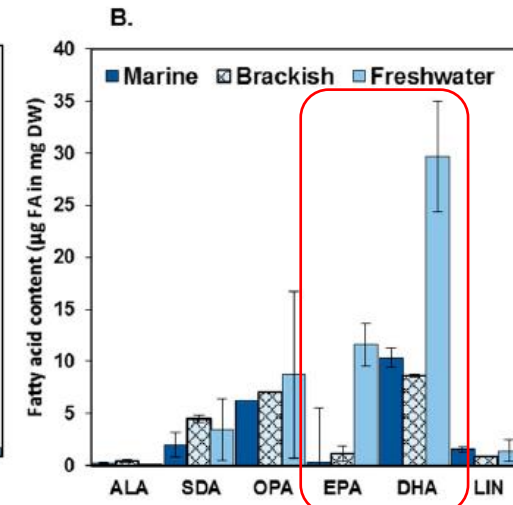 B.
40
Marine Brackish Freshwater
35
30
25
20
15
10
5
0
Fatty acid content (µg FA in mg DW)
ALA SDA OPA EPA DHA LIN